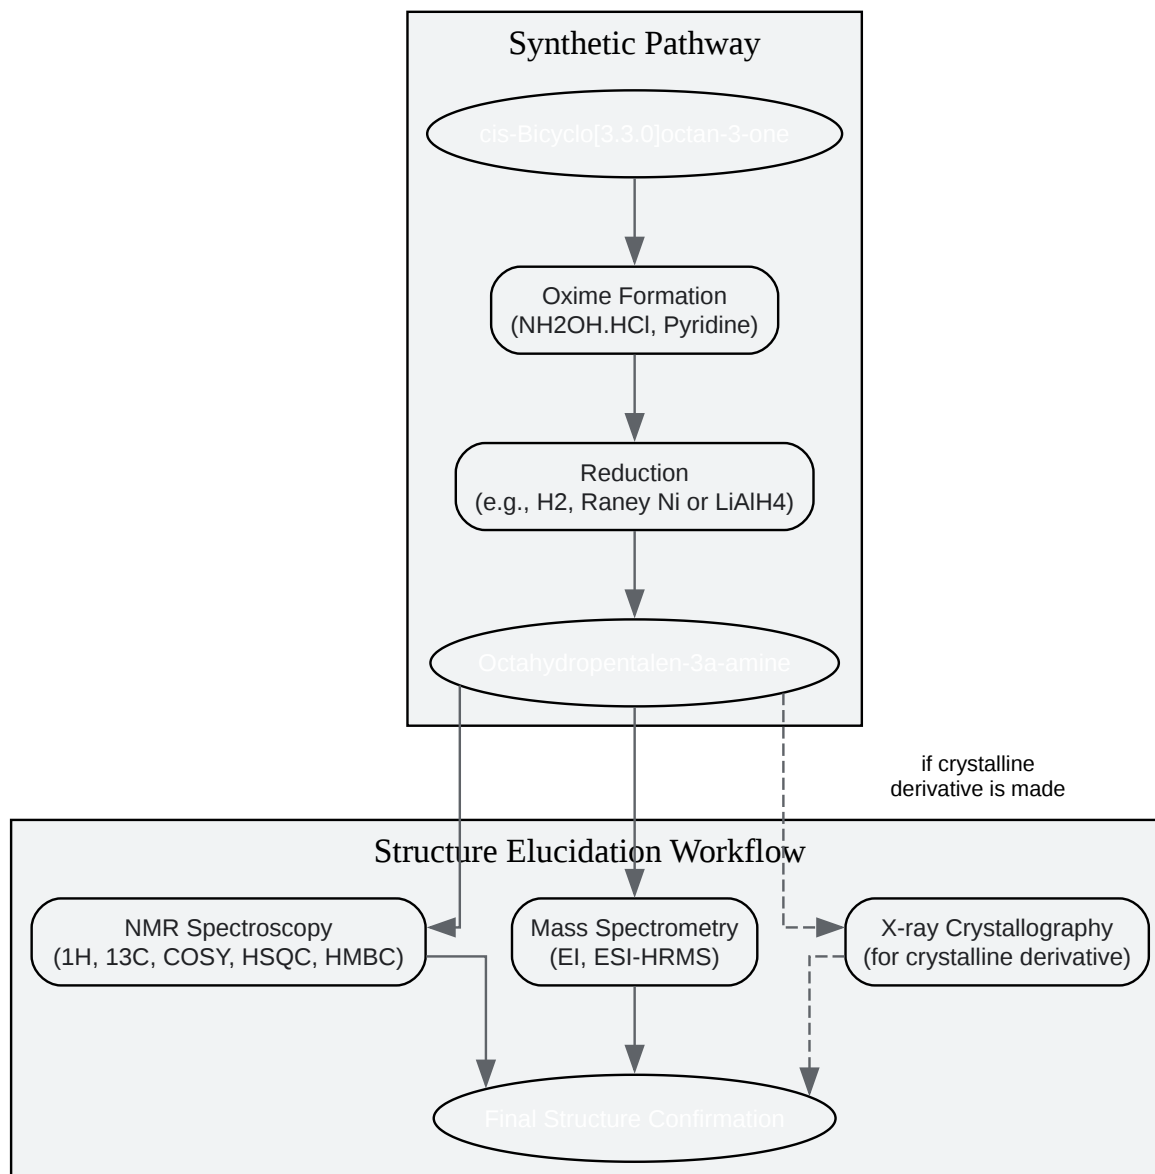 Synthetic Pathway
cis-Bicyclo[3.3.0]octan-3-one
Oxime Formation
(NH2OH.HCl, Pyridine)
Reduction
(e.g., H2, Raney Ni or LiAlH4)
Octahydropentalen-3a-amine
if crystalline
derivative is made
Structure Elucidation Workflow
NMR Spectroscopy
(1H, 13C, COSY, HSQC, HMBC)
Mass Spectrometry
(EI, ESI-HRMS)
X-ray Crystallography
(for crystalline derivative)
Final Structure Confirmation